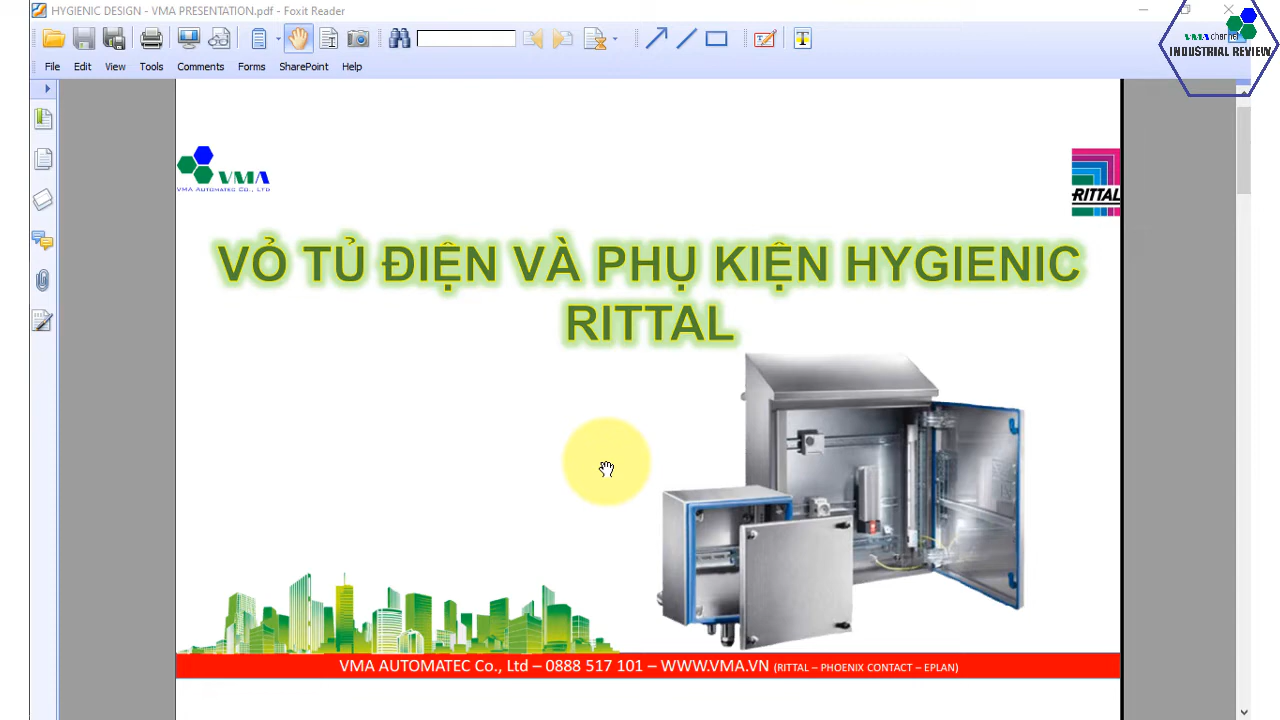 HYGIENIC DESIGN - VMA PRESENTATION.pdf - Foxit Reader
VMA channel
INDUSTRIAL REVIEW
File Edit View Tools Comments Forms SharePoint Help
VMA
VMA AUTOMATEC CO., LTD
RITTAL
VỎ TỦ ĐIỆN VÀ PHỤ KIỆN HYGIENIC
RITTAL
VMA AUTOMATEC Co., Ltd – 0888 517 101 – WWW.VMA.VN (RITTAL – PHOENIX CONTACT – EPLAN)